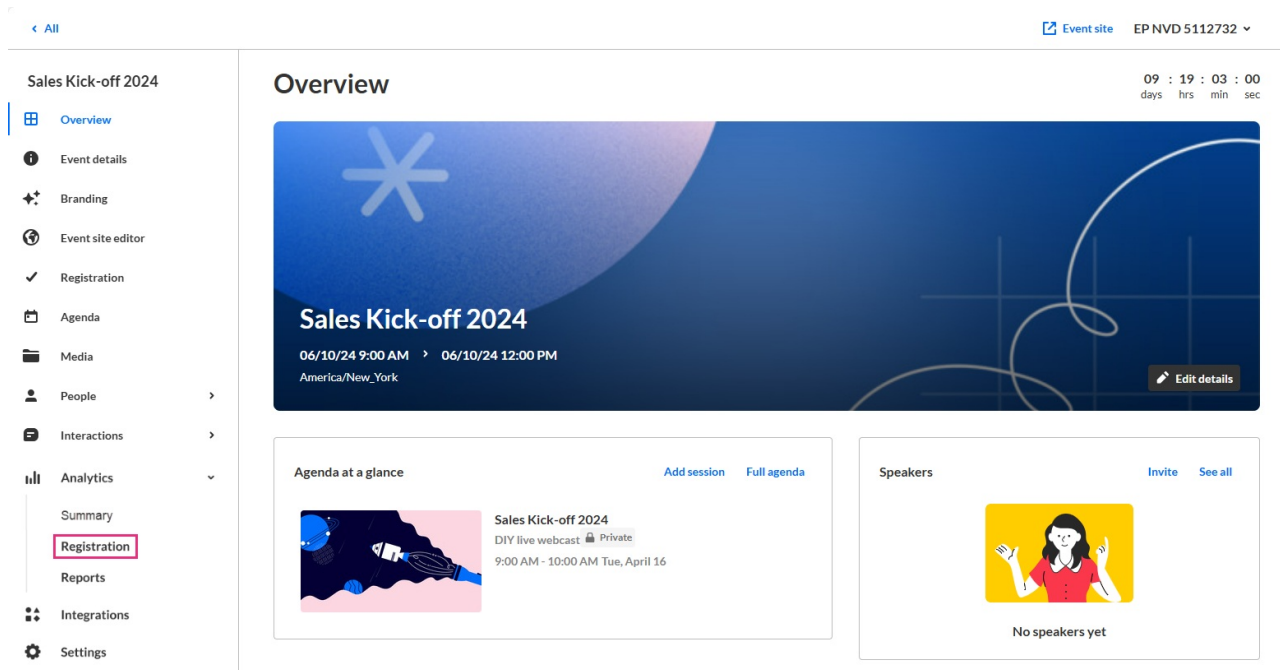 All
Event site
EP NVD 5112732
Sales Kick-off 2024
Overview
Event details
Branding
Event site editor
Registration
Agenda
Media
People
Interactions
Analytics
Summary
Registration
Reports
Integrations
Settings
Overview
09 : 19 : 03 : 00
days hrs min sec
Sales Kick-off 2024
06/10/24 9:00 AM > 06/10/24 12:00 PM
America/New_York
Edit details
Agenda at a glance
Add session
Full agenda
Sales Kick-off 2024
DIY live webcast Private
9:00 AM - 10:00 AM Tue, April 16
Speakers
Invite
See all
No speakers yet